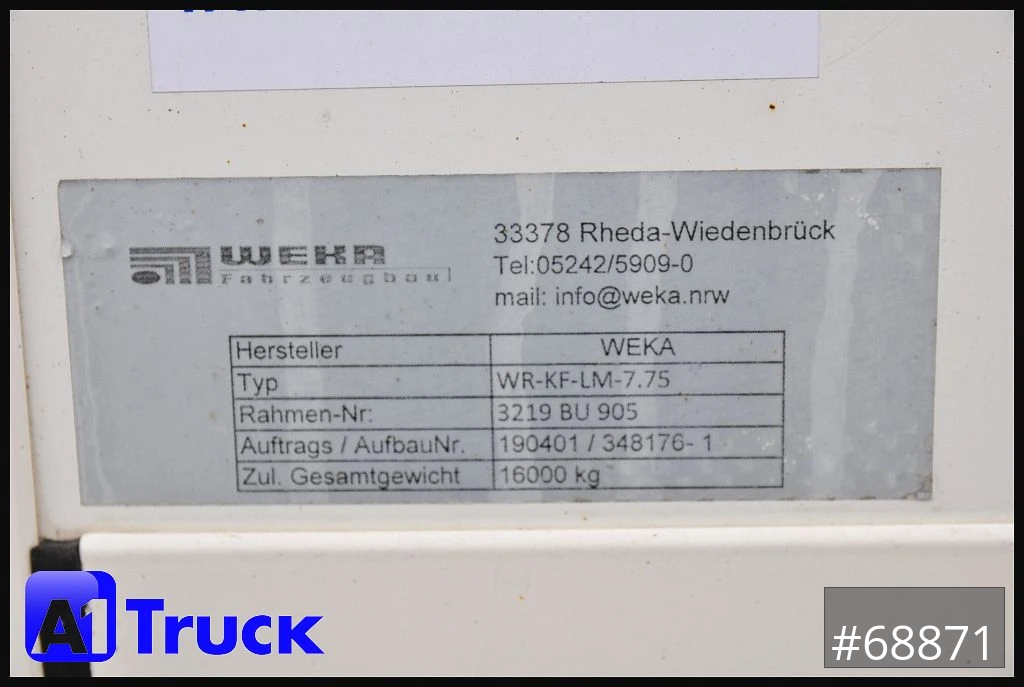 WEKA
Fahrzeugbau
33378 Rheda-Wiedenbrück
Tel:05242/5909-0
mail: info@weka.nrw
Hersteller WEKA
Typ WR-KF-LM-7.75
Rahmen-Nr: 3219 BU 905
Auftrags / AufbauNr. 190401 / 348176- 1
Zul. Gesamtgewicht 16000 kg
A1 Truck
#68871